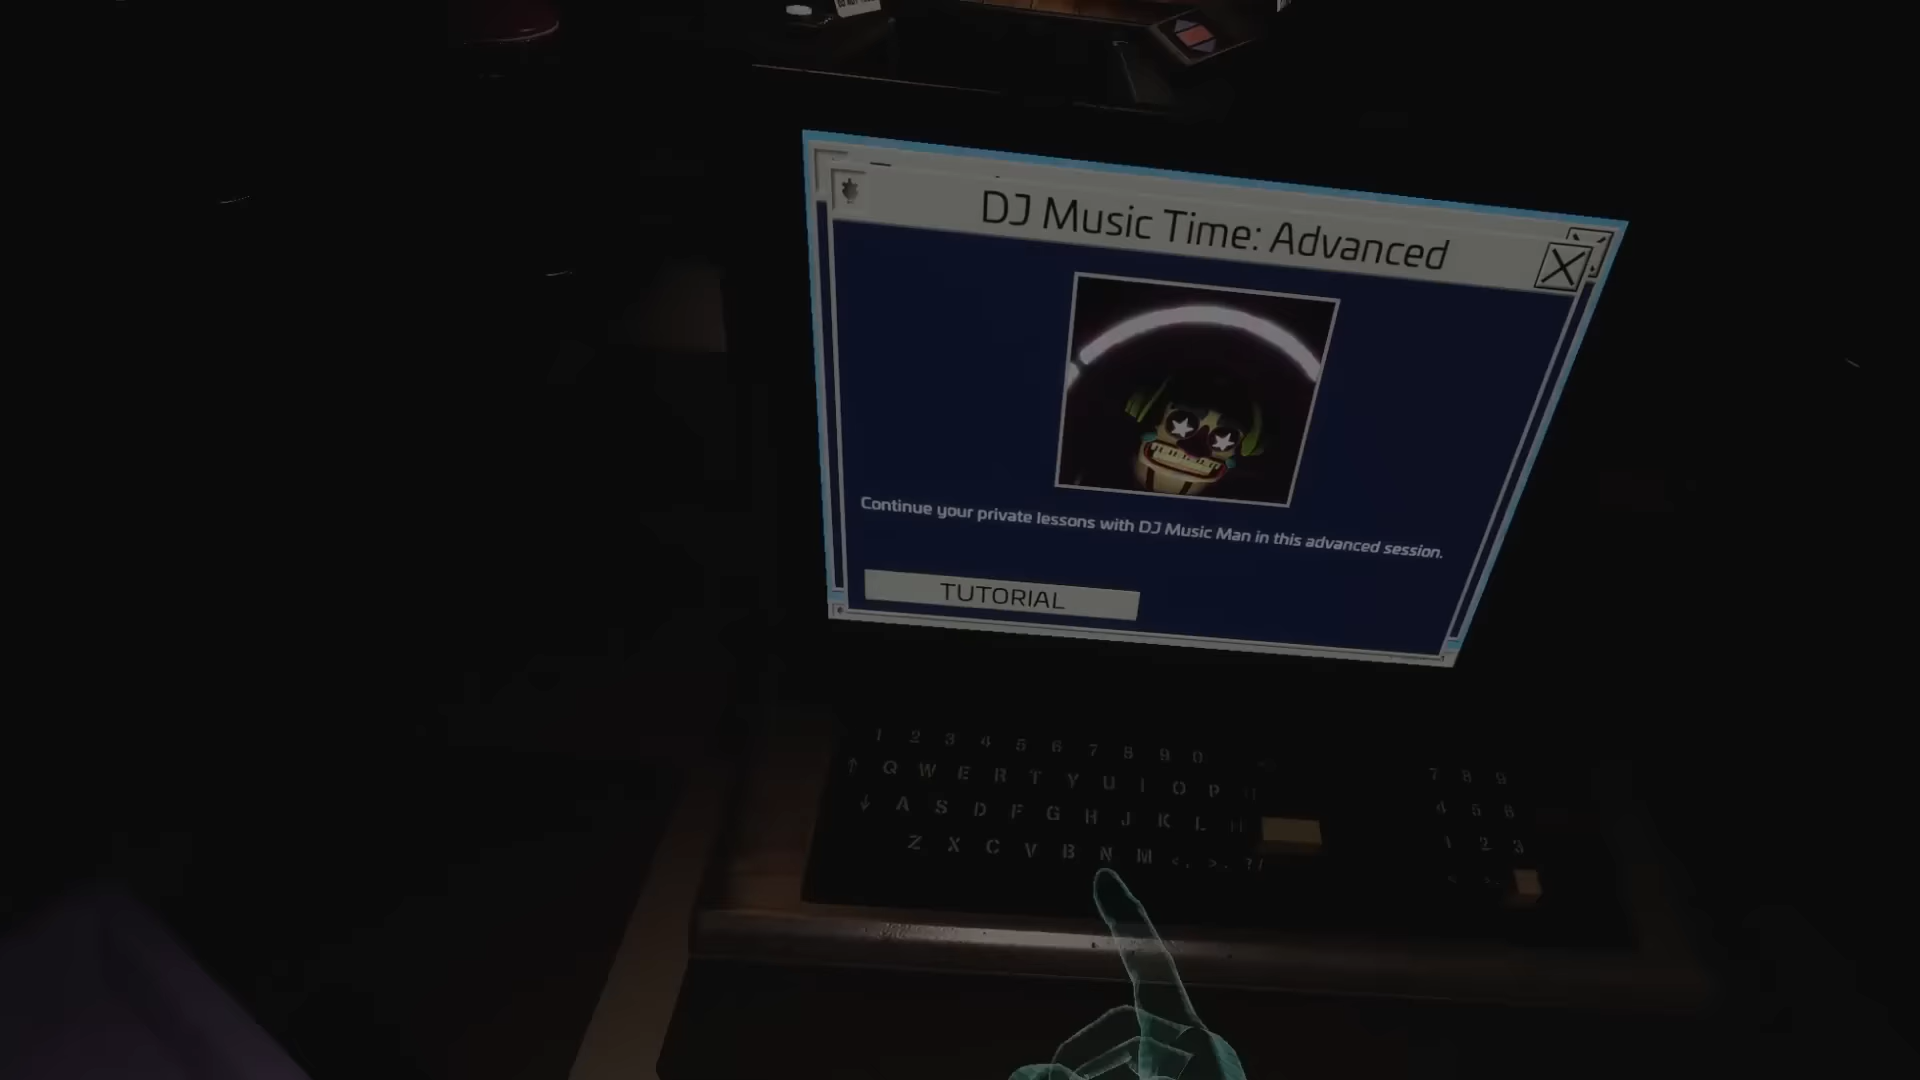 DJ Music Time: Advanced
Continue your private lessons with DJ Music Man in this advanced session.
TUTORIAL
1 2 3 4 5 6 7 8 9 0
Q W E R T Y U I O P
A S D F G H J K L
Z X C V B N M < , > . ? /
7 8 9
4 5 6
1 2 3